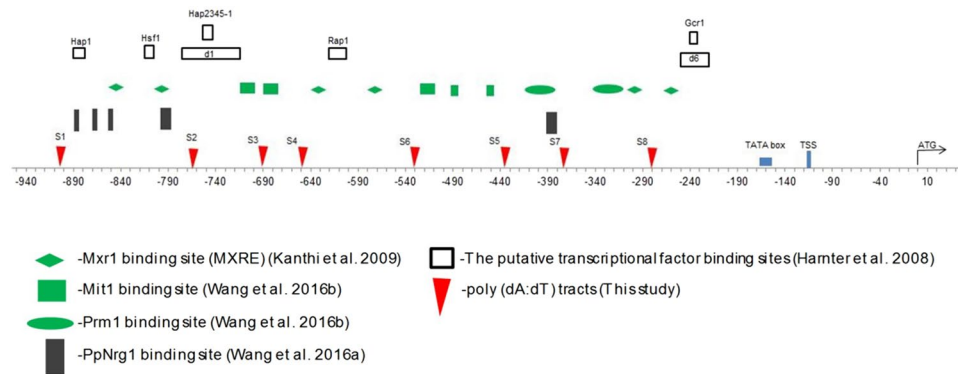 Hap2345-1
Gcr1
Hap1
Hsf1
Rap1
d1
d6
S1
S2
S3
S4
S6
S5
S7
S8
TATA box
TSS
ATG
-940 -890 -840 -790 -740 -690 -640 -590 -540 -490 -440 -390 -340 -290 -240 -190 -140 -90 -40 10
-Mxr1 binding site (MXRE) (Kanthi et al. 2009)
-The putative transcriptional factor binding sites (Harnter et al. 2008)
-Mit1 binding site (Wang et al. 2016b)
-poly (dA:dT) tracts (This study)
-Prm1 binding site (Wang et al. 2016b)
-PpNrg1 binding site (Wang et al. 2016a)